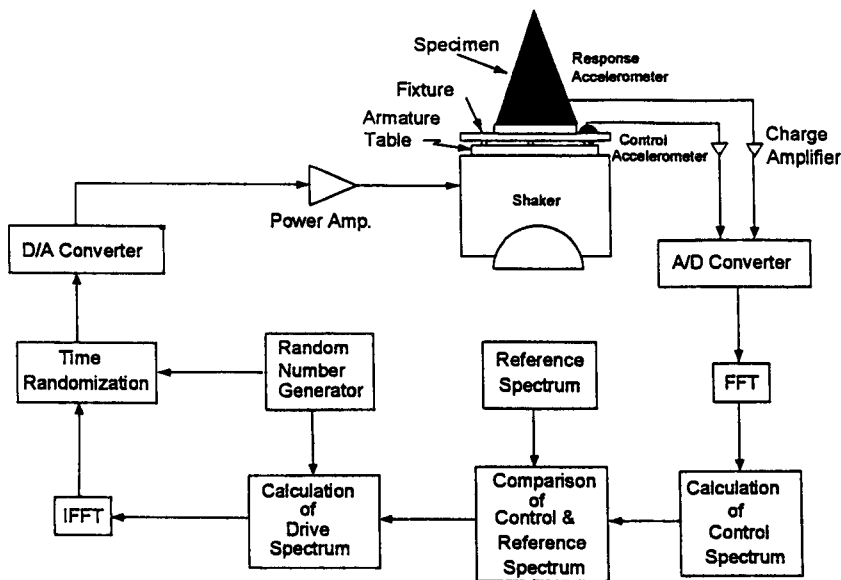 Specimen
Response
Accelerometer
Fixture
Armature
Table
Control
Accelerometer
Charge
Amplifier
Shaker
Power Amp.
D/A Converter
A/D Converter
Time
Randomization
Random
Number
Generator
Reference
Spectrum
FFT
IFFT
Calculation
of
Drive
Spectrum
Comparison
of
Control &
Reference
Spectrum
Calculation
of
Control
Spectrum